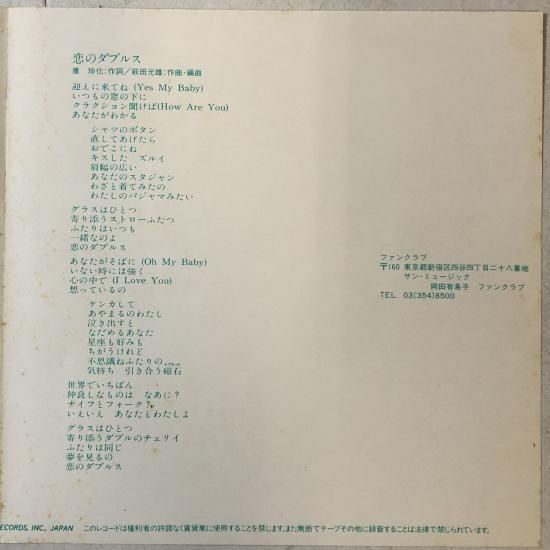 恋のダブルス
康 珍化:作詞/萩田光雄:作曲・編曲
迎えに来てね (Yes My Baby)
いつもの窓の下に
クラクション聞けば(How Are You)
あなたがわかる
シャツのボタン
直してあげたら
おでこにね
キスした ズルイ
肩幅の広い
あなたのスタジャン
わざと着てみたの
わたしのパジャマみたい
グラスはひとつ
寄り添うストローふたつ
ふたりはいつも
一緒なのよ
恋のダブルス
あなたがそばに (Oh My Baby)
いない時には強く
心の中で (I Love You)
想っているの
ケンカして
あやまるのわたし
泣き出すと
なだめるあなた
星座も好みも
ちがうけれど
不思議ねふたりの
気持ち 引き合う磁石
世界でいちばん
仲良しなものは なあに?
ナイフとフォーク?
いえいえ あなたとわたしよ
グラスはひとつ
寄り添うダブルのチェリイ
ふたりは同じ
夢を見るの
恋のダブルス
ファンクラブ
〒160 東京都新宿区四谷四丁目二十八番地
サン・ミュージック
岡田有希子 ファンクラブ
TEL 03(354)8500
ECORDS, INC., JAPAN このレコードは権利者の許諾なく賃貸業に使用することを禁じます。また無断でテープその他に録音することは法律で禁じられています。